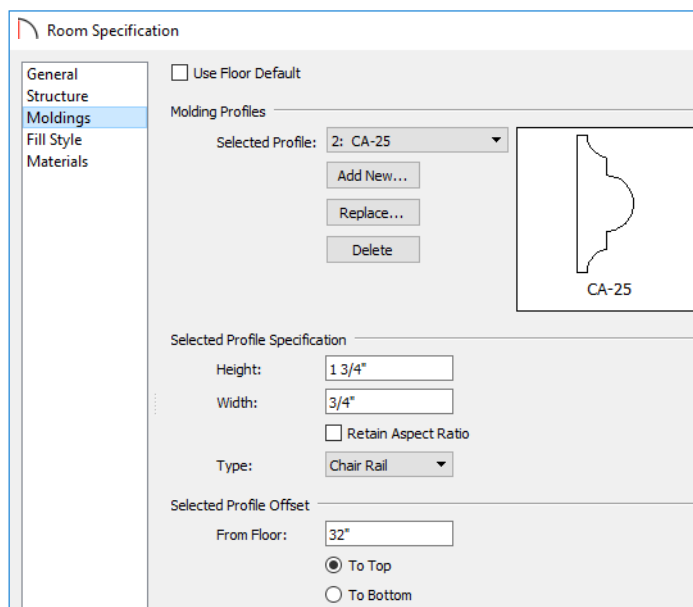 Room Specification
General
Structure
Moldings
Fill Style
Materials
Use Floor Default
Molding Profiles
Selected Profile: 2: CA-25
Add New...
Replace...
Delete
CA-25
Selected Profile Specification
Height: 1 3/4"
Width: 3/4"
Retain Aspect Ratio
Type: Chair Rail
Selected Profile Offset
From Floor: 32"
To Top
To Bottom